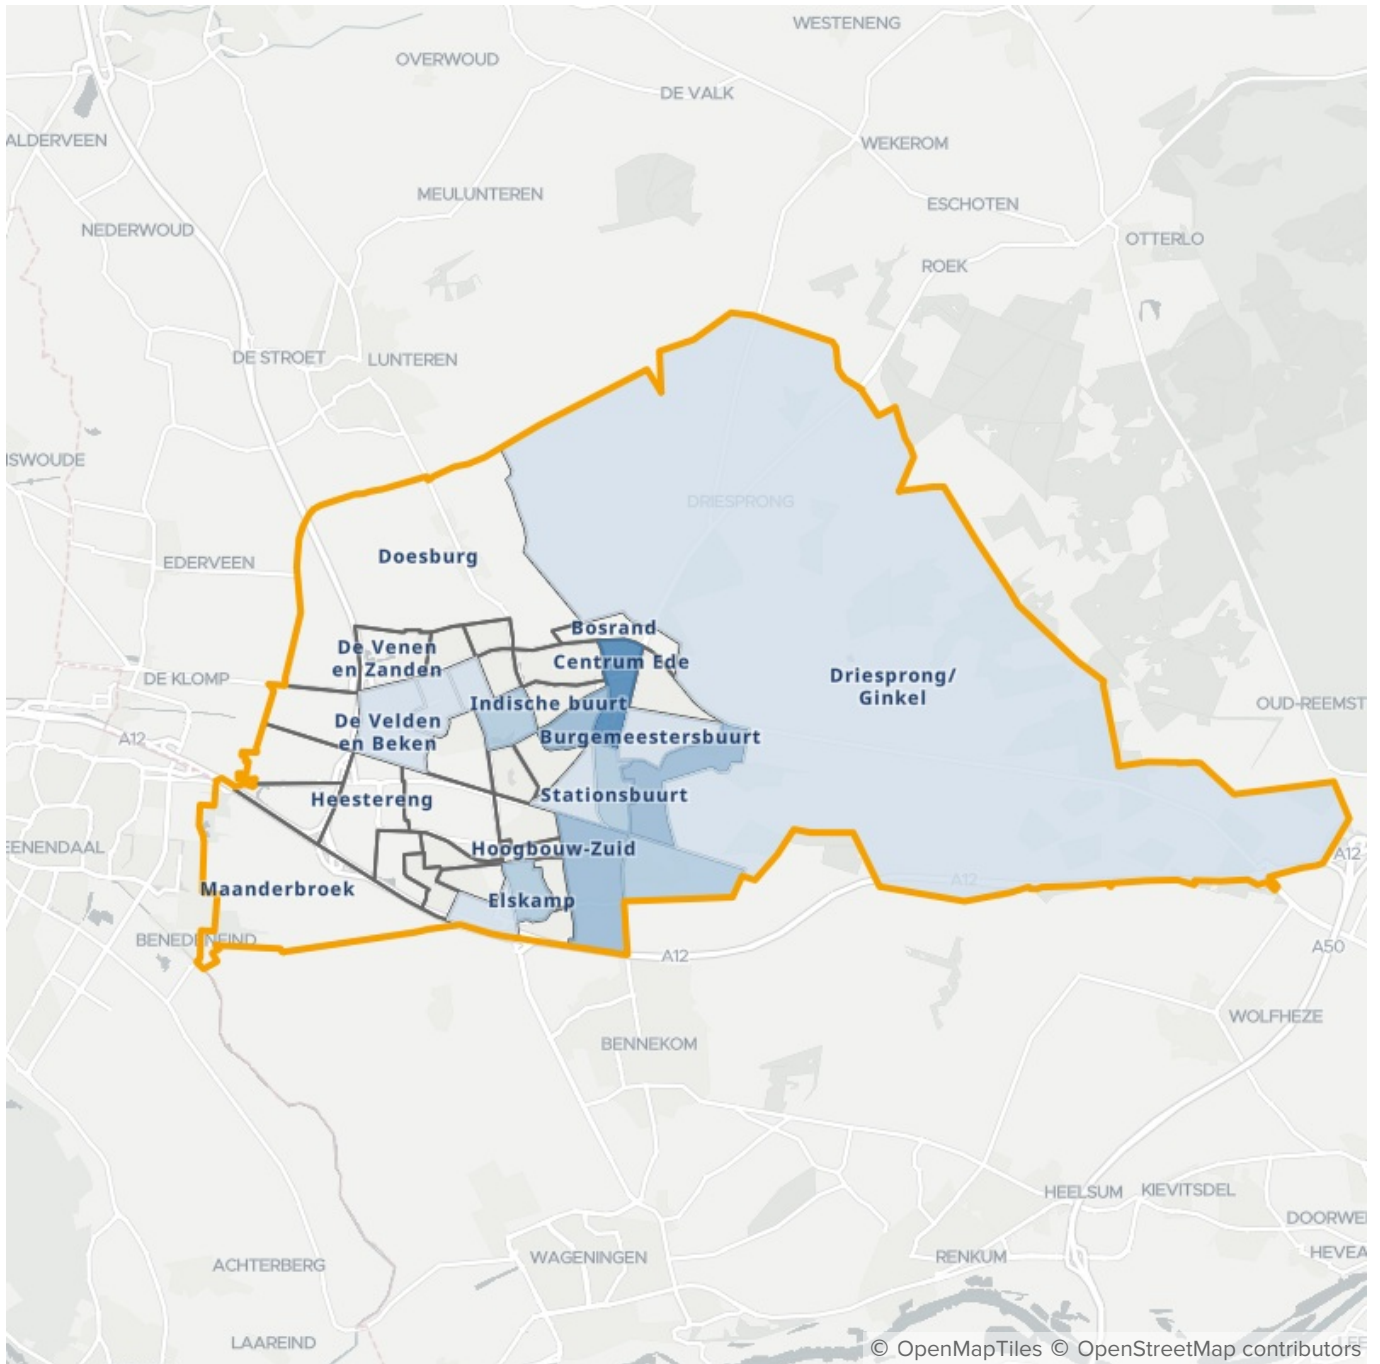 WESTENENG
OVERWOUD
DE VALK
ALDERVEEN
WEKEROM
MEULUNTEREN
ESCHOTEN
NEDERWOUD
OTTERLO
ROEK
DE STROET
LUNTEREN
ISWOUDE
DRIESPRONG
EDERVEEN
Doesburg
Bosrand
De Venen
en Zanden
Centrum Ede
DE KLOMP
Driesprong/
Ginkel
Indische buurt
OUD-REEMST
De Velden
en Beken
A12
Burgemeestersbuurt
Heestereng
Stationsbuurt
EENENDAAL
Hoogbouw-Zuid
A12
Maanderbroek
A12
Elskamp
BENEDENEIND
A12
A50
WOLFHEZE
BENNEKOM
HEELSUM
KIEVITSDEL
DOORWE
WAGENINGEN
RENKUM
HEVEA
ACHTERBERG
LAAREIND
© OpenMapTiles © OpenStreetMap contributors